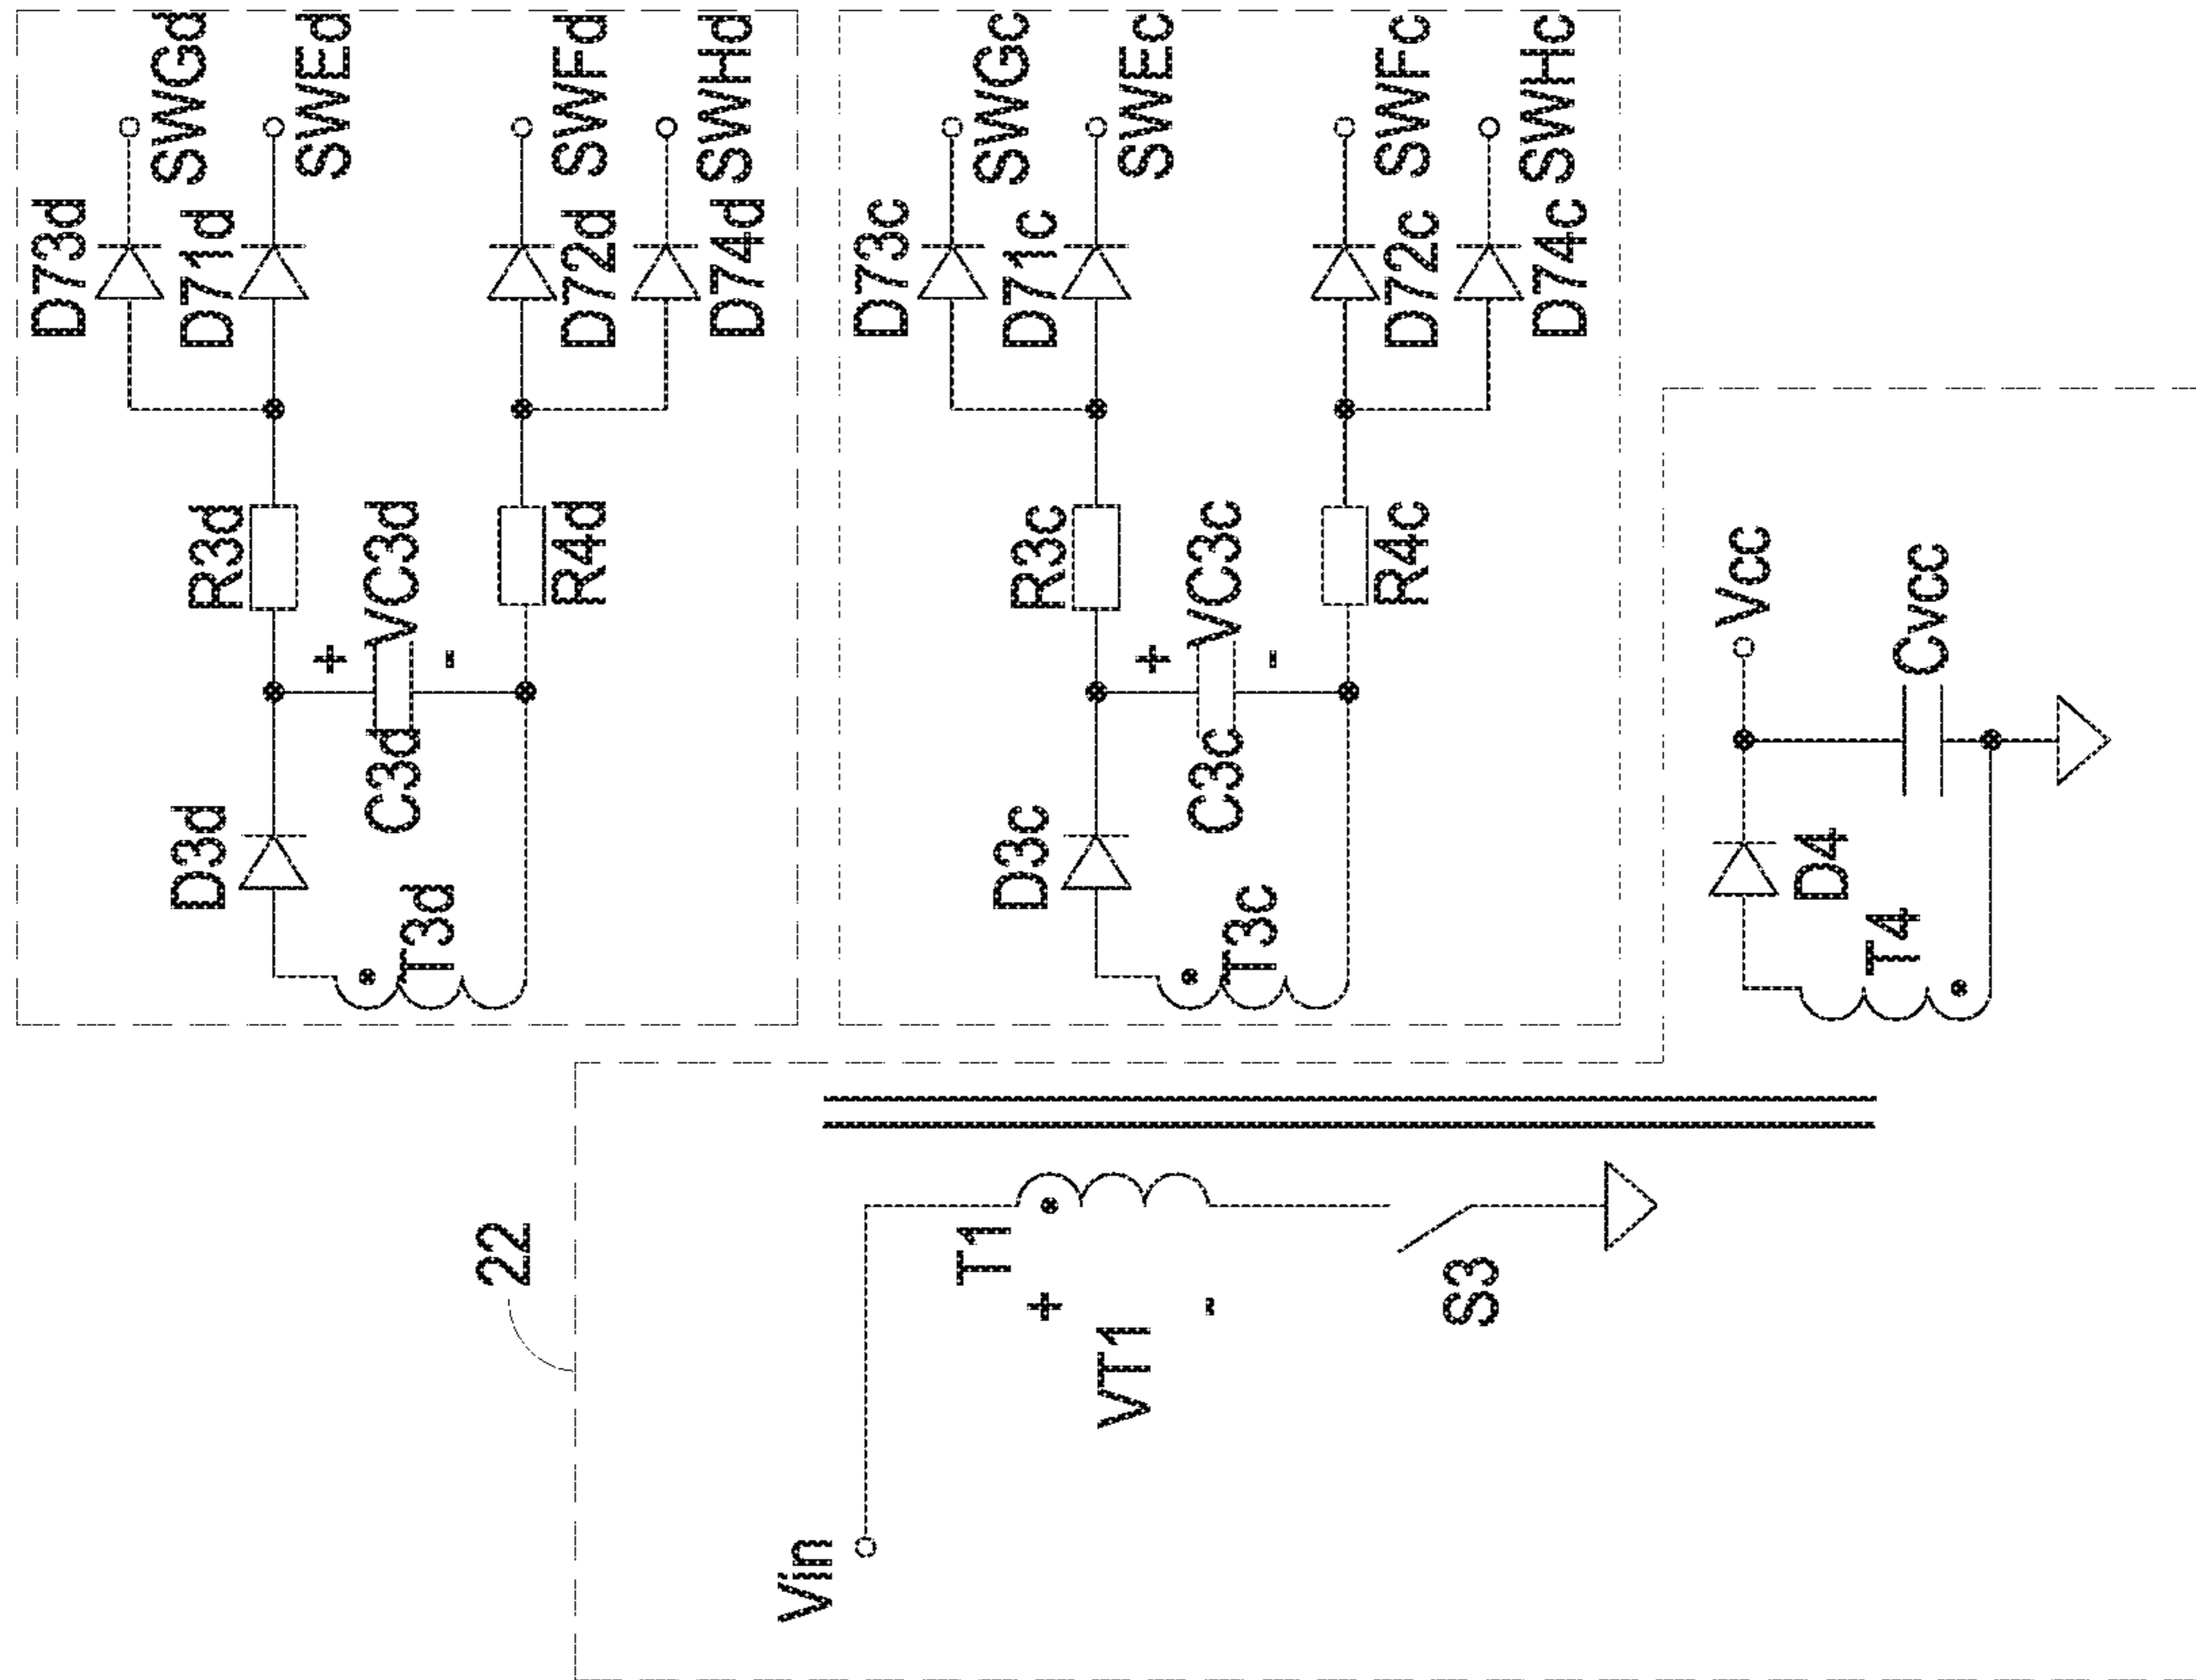 D73d
SWGd
D71d
SWEd
R3d
D3d
+
VC3d
-
C3d
T3d
R4d
D72d
SWFd
D74d
SWHd
D73c
SWGc
D71c
SWEc
R3c
D3c
+
VC3c
-
C3c
T3c
R4c
D72c
SWFc
D74c
SWHc
Vcc
D4
T4
Cvcc
22
Vin
T1
+
VT1
-
S3